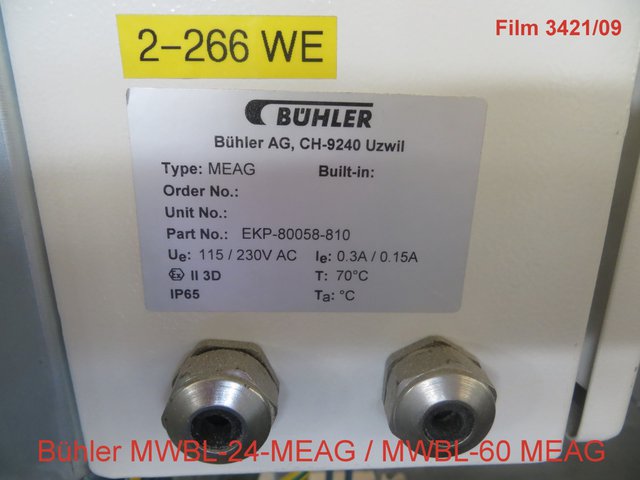 Film 3421/09
2-266 WE
BÜHLER
Bühler AG, CH-9240 Uzwil
Type: MEAG Built-in:
Order No.:
Unit No.:
Part No.: EKP-80058-810
Ue: 115 / 230V AC Ie: 0.3A / 0.15A
Ex II 3D T: 70°C
IP65 Ta: °C
Bühler MWBL-24-MEAG / MWBL-60 MEAG